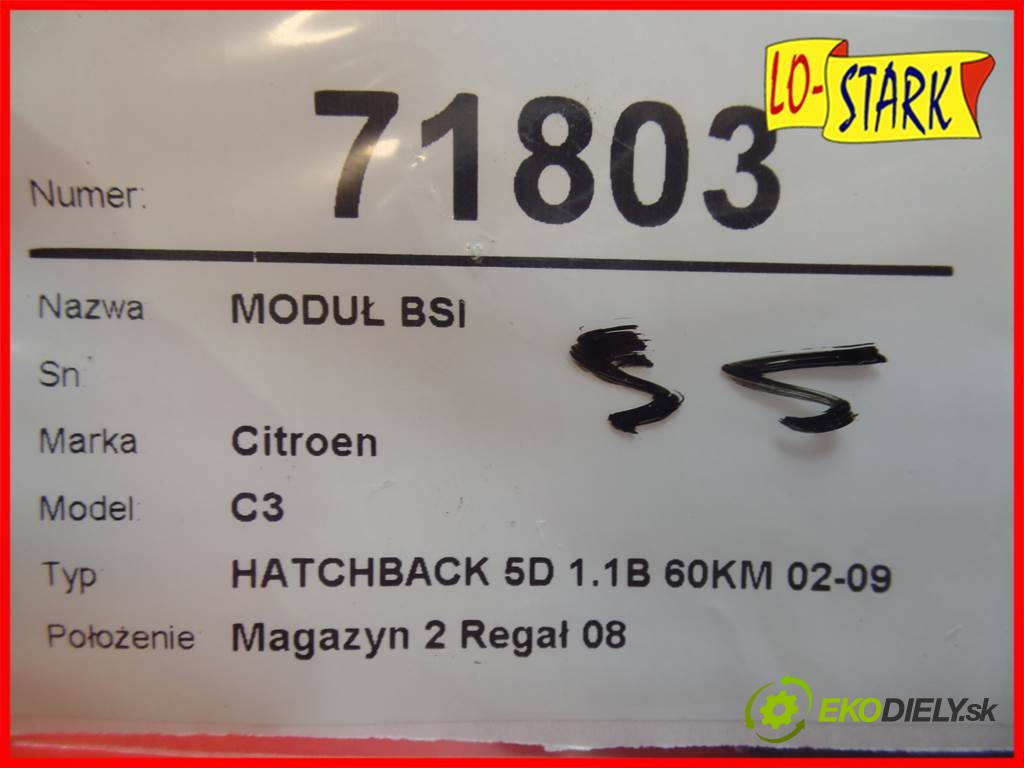 LO-STARK
Numer: 71803
Nazwa MODUŁ BSI
55
Sn:
Marka Citroen
Model: C3
Typ HATCHBACK 5D 1.1B 60KM 02-09
Położenie Magazyn 2 Regał 08
EKODIELY.sk